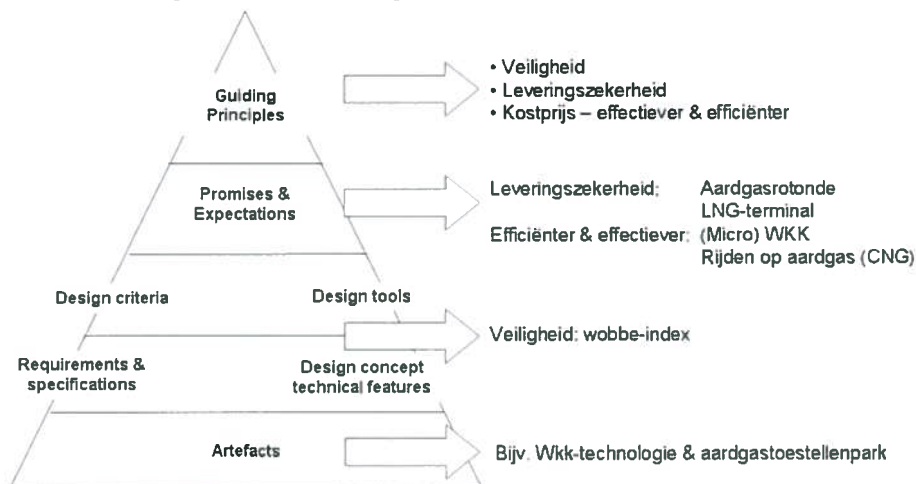 Guiding
Principles
• Veiligheid
• Leveringszekerheid
• Kostprijs – effectiever & efficiënter
Promises &
Expectations
Leveringszekerheid: Aardgasrotonde
LNG-terminal
Efficiënter & effectiever: (Micro) WKK
Rijden op aardgas (CNG)
Design criteria
Design tools
Veiligheid: wobbe-index
Requirements &
specifications
Design concept
technical features
Artefacts
Bijv. Wkk-technologie & aardgastoestellenpark